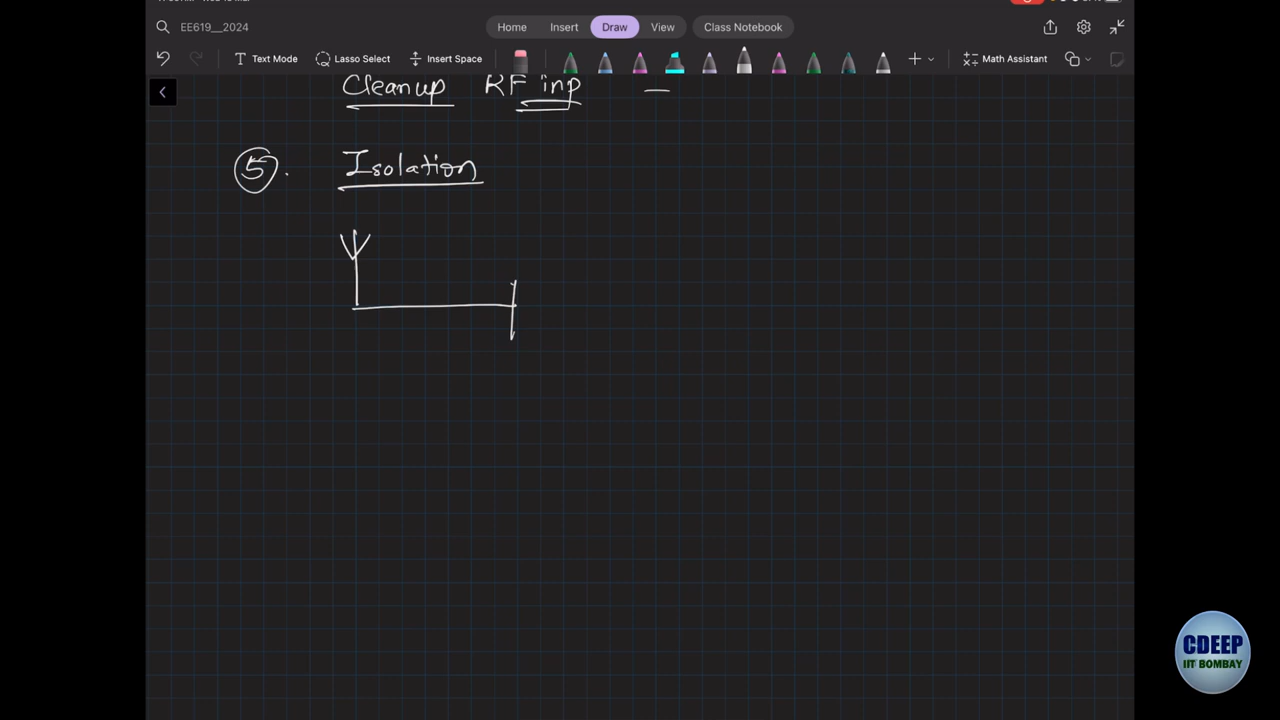 EE619__2024
Home Insert Draw View Class Notebook
Text Mode Lasso Select Insert Space Math Assistant
Cleanup RF inp —
5. Isolation
CDEEP
IIT BOMBAY